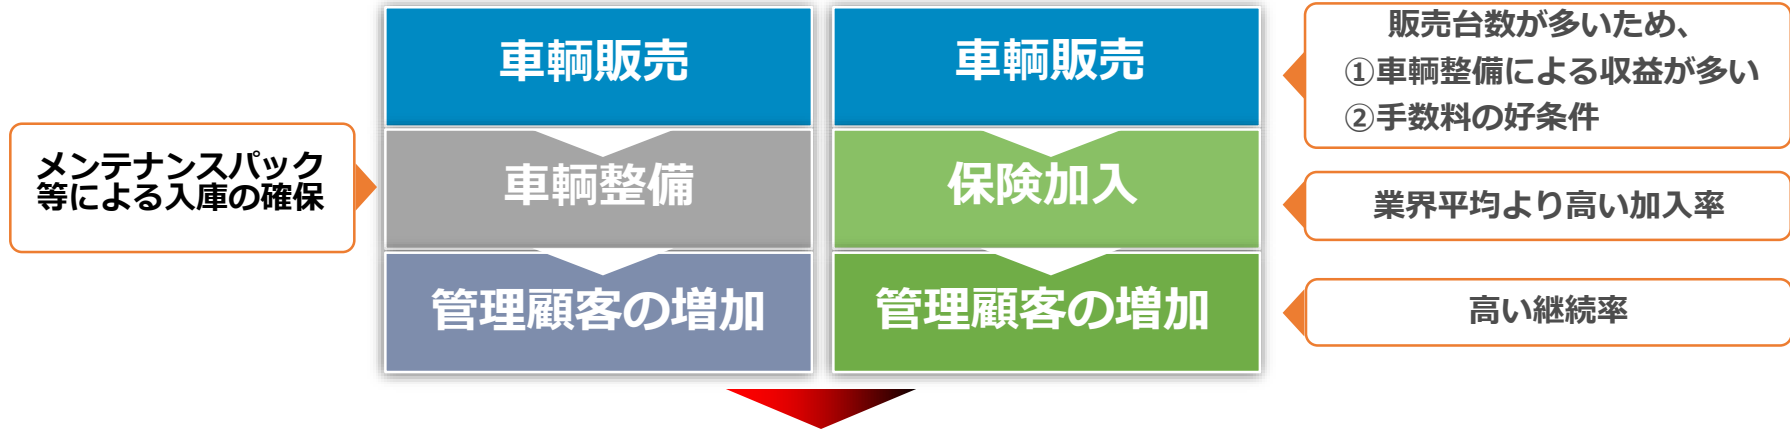 車輌販売
車輌販売
販売台数が多いため、
①車輌整備による収益が多い
②手数料の好条件
メンテナンスパック
等による入庫の確保
車輌整備
保険加入
業界平均より高い加入率
管理顧客の増加
管理顧客の増加
高い継続率